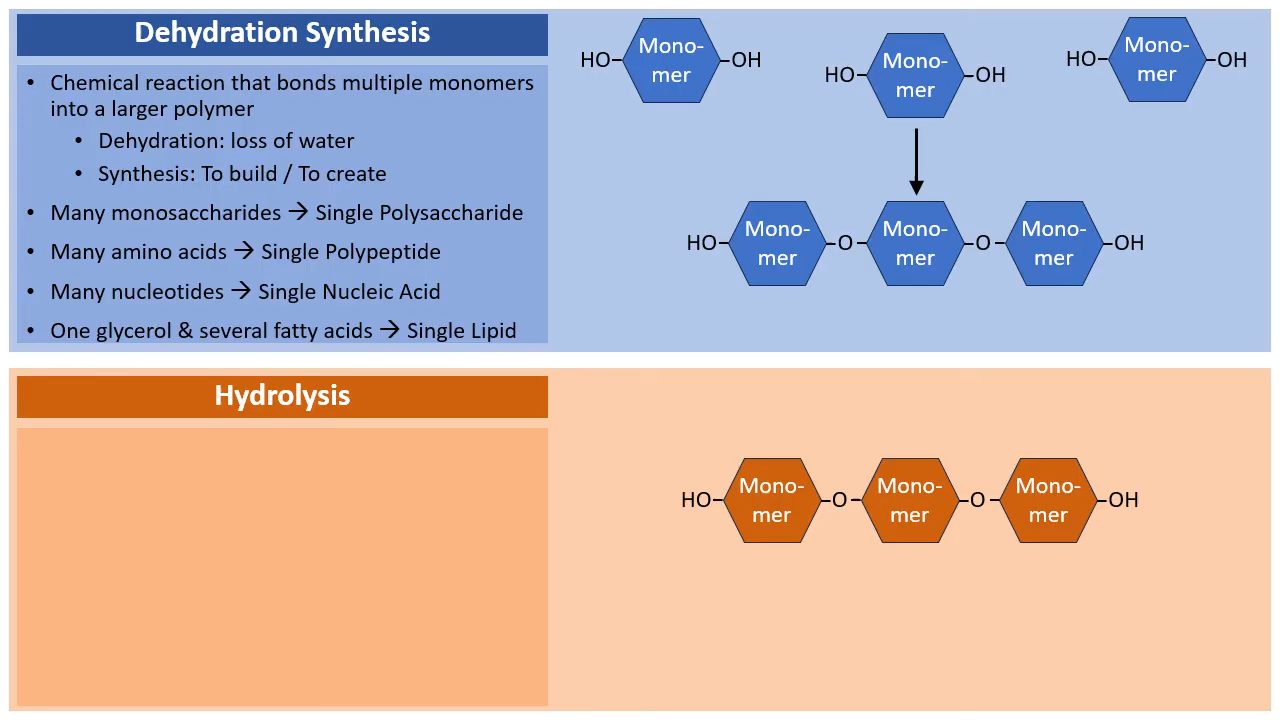 Dehydration Synthesis
• Chemical reaction that bonds multiple monomers
into a larger polymer
• Dehydration: loss of water
• Synthesis: To build / To create
• Many monosaccharides → Single Polysaccharide
• Many amino acids → Single Polypeptide
• Many nucleotides → Single Nucleic Acid
• One glycerol & several fatty acids → Single Lipid
HO Mono-
mer OH
HO Mono-
mer OH
HO Mono-
mer OH
HO Mono-
mer O Mono-
mer O Mono-
mer OH
Hydrolysis
HO Mono-
mer O Mono-
mer O Mono-
mer OH